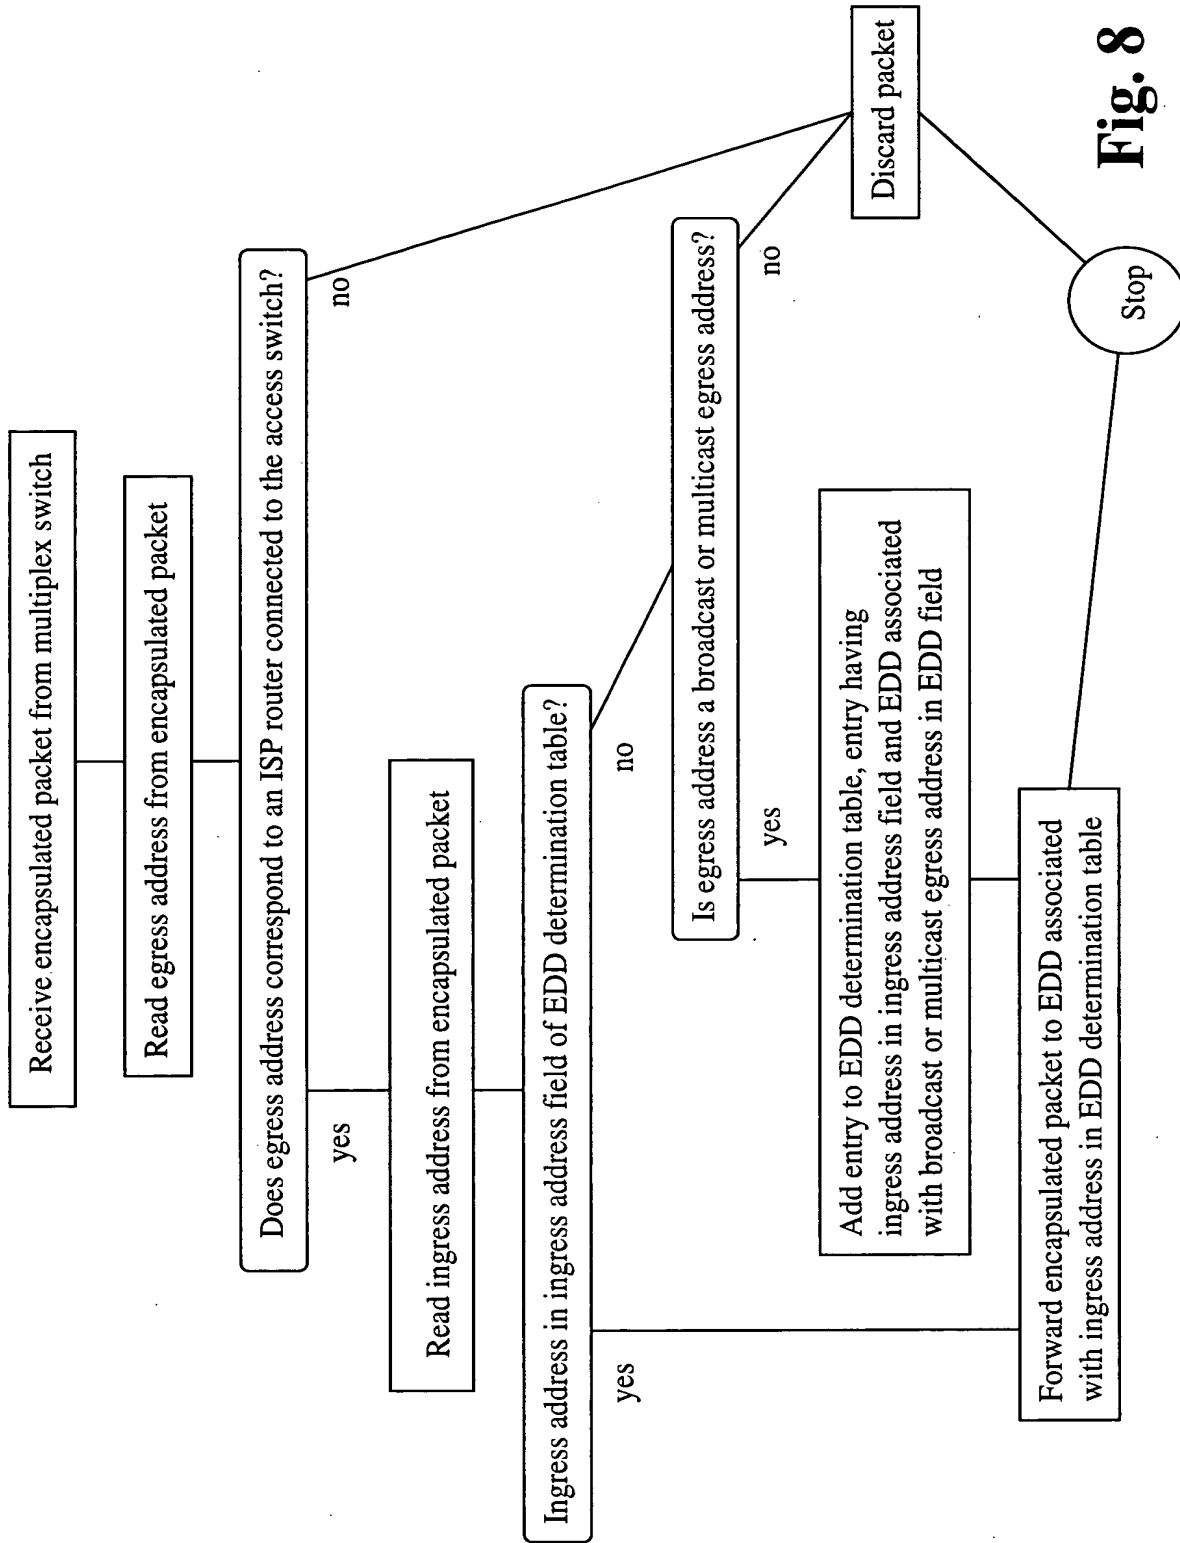 Receive encapsulated packet from multiplex switch
Read egress address from encapsulated packet
Does egress address correspond to an ISP router connected to the access switch?
yes
no
Read ingress address from encapsulated packet
Ingress address in ingress address field of EDD determination table?
yes
no
Is egress address a broadcast or multicast egress address?
yes
no
Add entry to EDD determination table, entry having
ingress address in ingress address field and EDD associated
with broadcast or multicast egress address in EDD field
Discard packet
Forward encapsulated packet to EDD associated
with ingress address in EDD determination table
Stop
Fig. 8